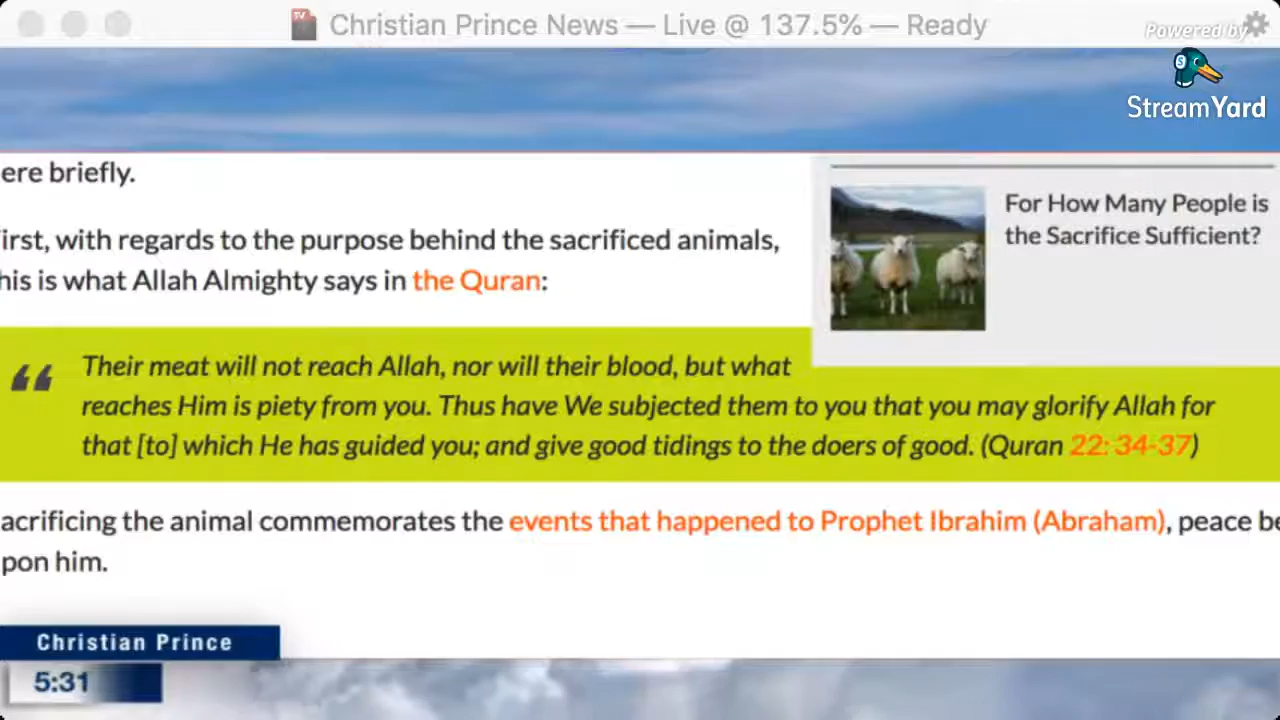 Christian Prince News — Live @ 137.5% — Ready
Powered by
StreamYard
ere briefly.
irst, with regards to the purpose behind the sacrificed animals,
his is what Allah Almighty says in the Quran:
For How Many People is
the Sacrifice Sufficient?
“ Their meat will not reach Allah, nor will their blood, but what
reaches Him is piety from you. Thus have We subjected them to you that you may glorify Allah for
that [to] which He has guided you; and give good tidings to the doers of good. (Quran 22: 34-37)
acrificing the animal commemorates the events that happened to Prophet Ibrahim (Abraham), peace be
pon him.
Christian Prince
5:31